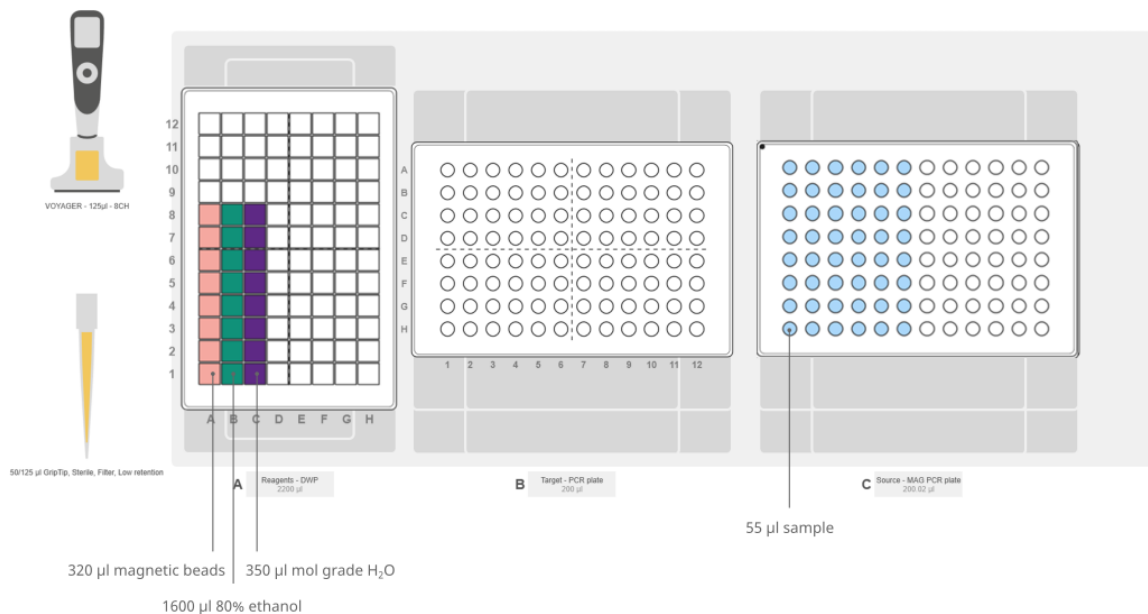 VOYAGER - 125µl - 8CH
50/125 µl GripTip, Sterile, Filter, Low retention
12
11
10
9
8
7
6
5
4
3
2
1
A B C D E F G H
A
B
C
D
E
F
G
H
1 2 3 4 5 6 7 8 9 10 11 12
A Reagents - DWP
2200 µl
B Target - PCR plate
200 µl
C Source - MAG PCR plate
200.02 µl
55 µl sample
320 µl magnetic beads
350 µl mol grade H₂O
1600 µl 80% ethanol